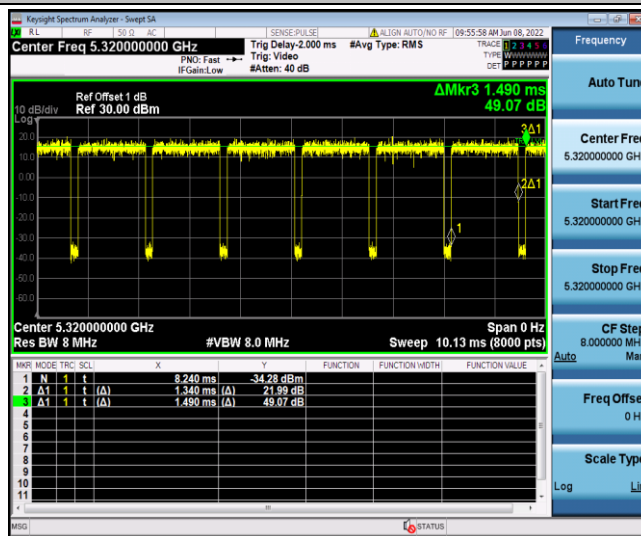 Keysight Spectrum Analyzer - Swept SA
RL RF 50 Ω AC SENSE:PULSE ALIGN AUTO/NO RF 09:55:58 AM Jun 08, 2022
Center Freq 5.320000000 GHz
PNO: Fast
IFGain:Low
Trig Delay-2.000 ms
Trig: Video
#Atten: 40 dB
#Avg Type: RMS
TRACE 1 2 3 4 5 6
TYPE
DET P P P P P P
Frequency
ΔMkr3 1.490 ms
49.07 dB
Ref Offset 1 dB
10 dB/div Ref 30.00 dBm
Log
20.0
10.0
0.00
-10.0
-20.0
-30.0
-40.0
-50.0
-60.0
3Δ1
2Δ1
1
Center 5.320000000 GHz Span 0 Hz
Res BW 8 MHz #VBW 8.0 MHz Sweep 10.13 ms (8000 pts)
MKR MODE TRC SCL X Y FUNCTION FUNCTION WIDTH FUNCTION VALUE
1 N 1 t 8.240 ms -34.28 dBm
2 Δ1 1 t (Δ) 1.340 ms (Δ) 21.99 dB
3 Δ1 1 t (Δ) 1.490 ms (Δ) 49.07 dB
4
5
6
7
8
9
10
11
MSG STATUS
Auto Tun
Center Fre
5.320000000 GH
Start Fre
5.320000000 GH
Stop Fre
5.320000000 GH
CF Step
8.000000 MH
Auto Ma
Freq Offse
0 H
Scale Type
Log Li